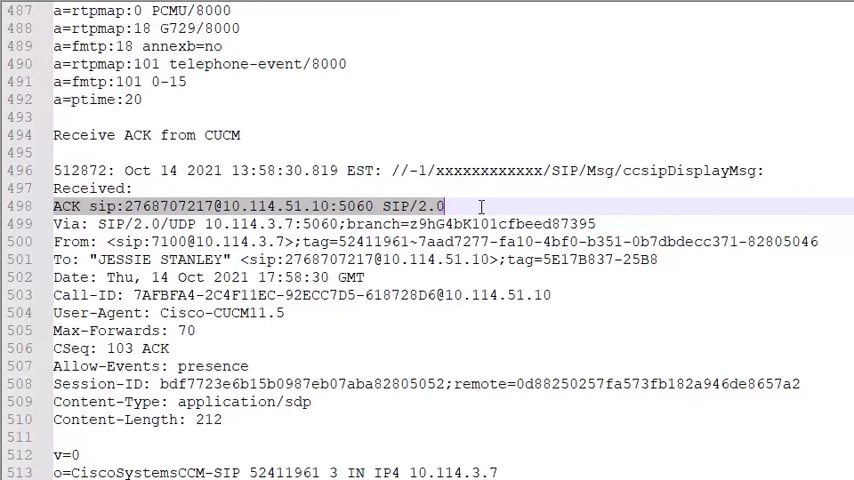 487 a=rtpmap:0 PCMU/8000
488 a=rtpmap:18 G729/8000
489 a=fmtp:18 annexb=no
490 a=rtpmap:101 telephone-event/8000
491 a=fmtp:101 0-15
492 a=ptime:20
493
494 Receive ACK from CUCM
495
496 512872: Oct 14 2021 13:58:30.819 EST: //-1/xxxxxxxxxxxx/SIP/Msg/ccsipDisplayMsg:
497 Received:
498 ACK sip:2768707217@10.114.51.10:5060 SIP/2.0
499 Via: SIP/2.0/UDP 10.114.3.7:5060;branch=z9hG4bK101cfbeed87395
500 From: <sip:7100@10.114.3.7>;tag=52411961~7aad7277-fa10-4bf0-b351-0b7dbdecc371-82805046
501 To: "JESSIE STANLEY" <sip:2768707217@10.114.51.10>;tag=5E17B837-25B8
502 Date: Thu, 14 Oct 2021 17:58:30 GMT
503 Call-ID: 7AFBFA4-2C4F11EC-92ECC7D5-618728D6@10.114.51.10
504 User-Agent: Cisco-CUCM11.5
505 Max-Forwards: 70
506 CSeq: 103 ACK
507 Allow-Events: presence
508 Session-ID: bdf7723e6b15b0987eb07aba82805052;remote=0d88250257fa573fb182a946de8657a2
509 Content-Type: application/sdp
510 Content-Length: 212
511
512 v=0
513 o=CiscoSystemsCCM-SIP 52411961 3 IN IP4 10.114.3.7